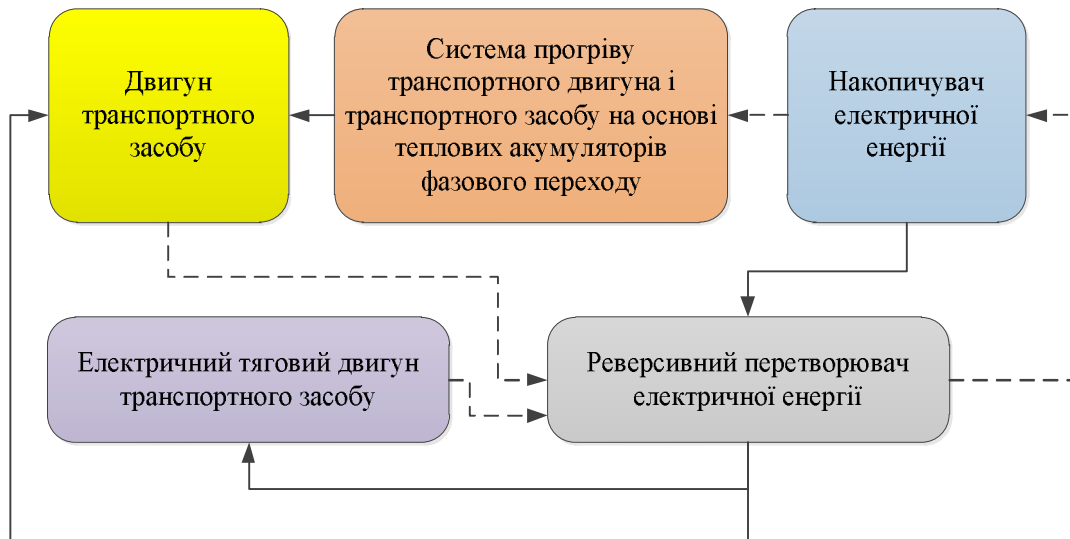 Двигун
транспортного
засобу
Система прогріву
транспортного двигуна і
транспортного засобу на основі
теплових акумуляторів
фазового переходу
Накопичувач
електричної
енергії
Електричний тяговий двигун
транспортного засобу
Реверсивний перетворювач
електричної енергії